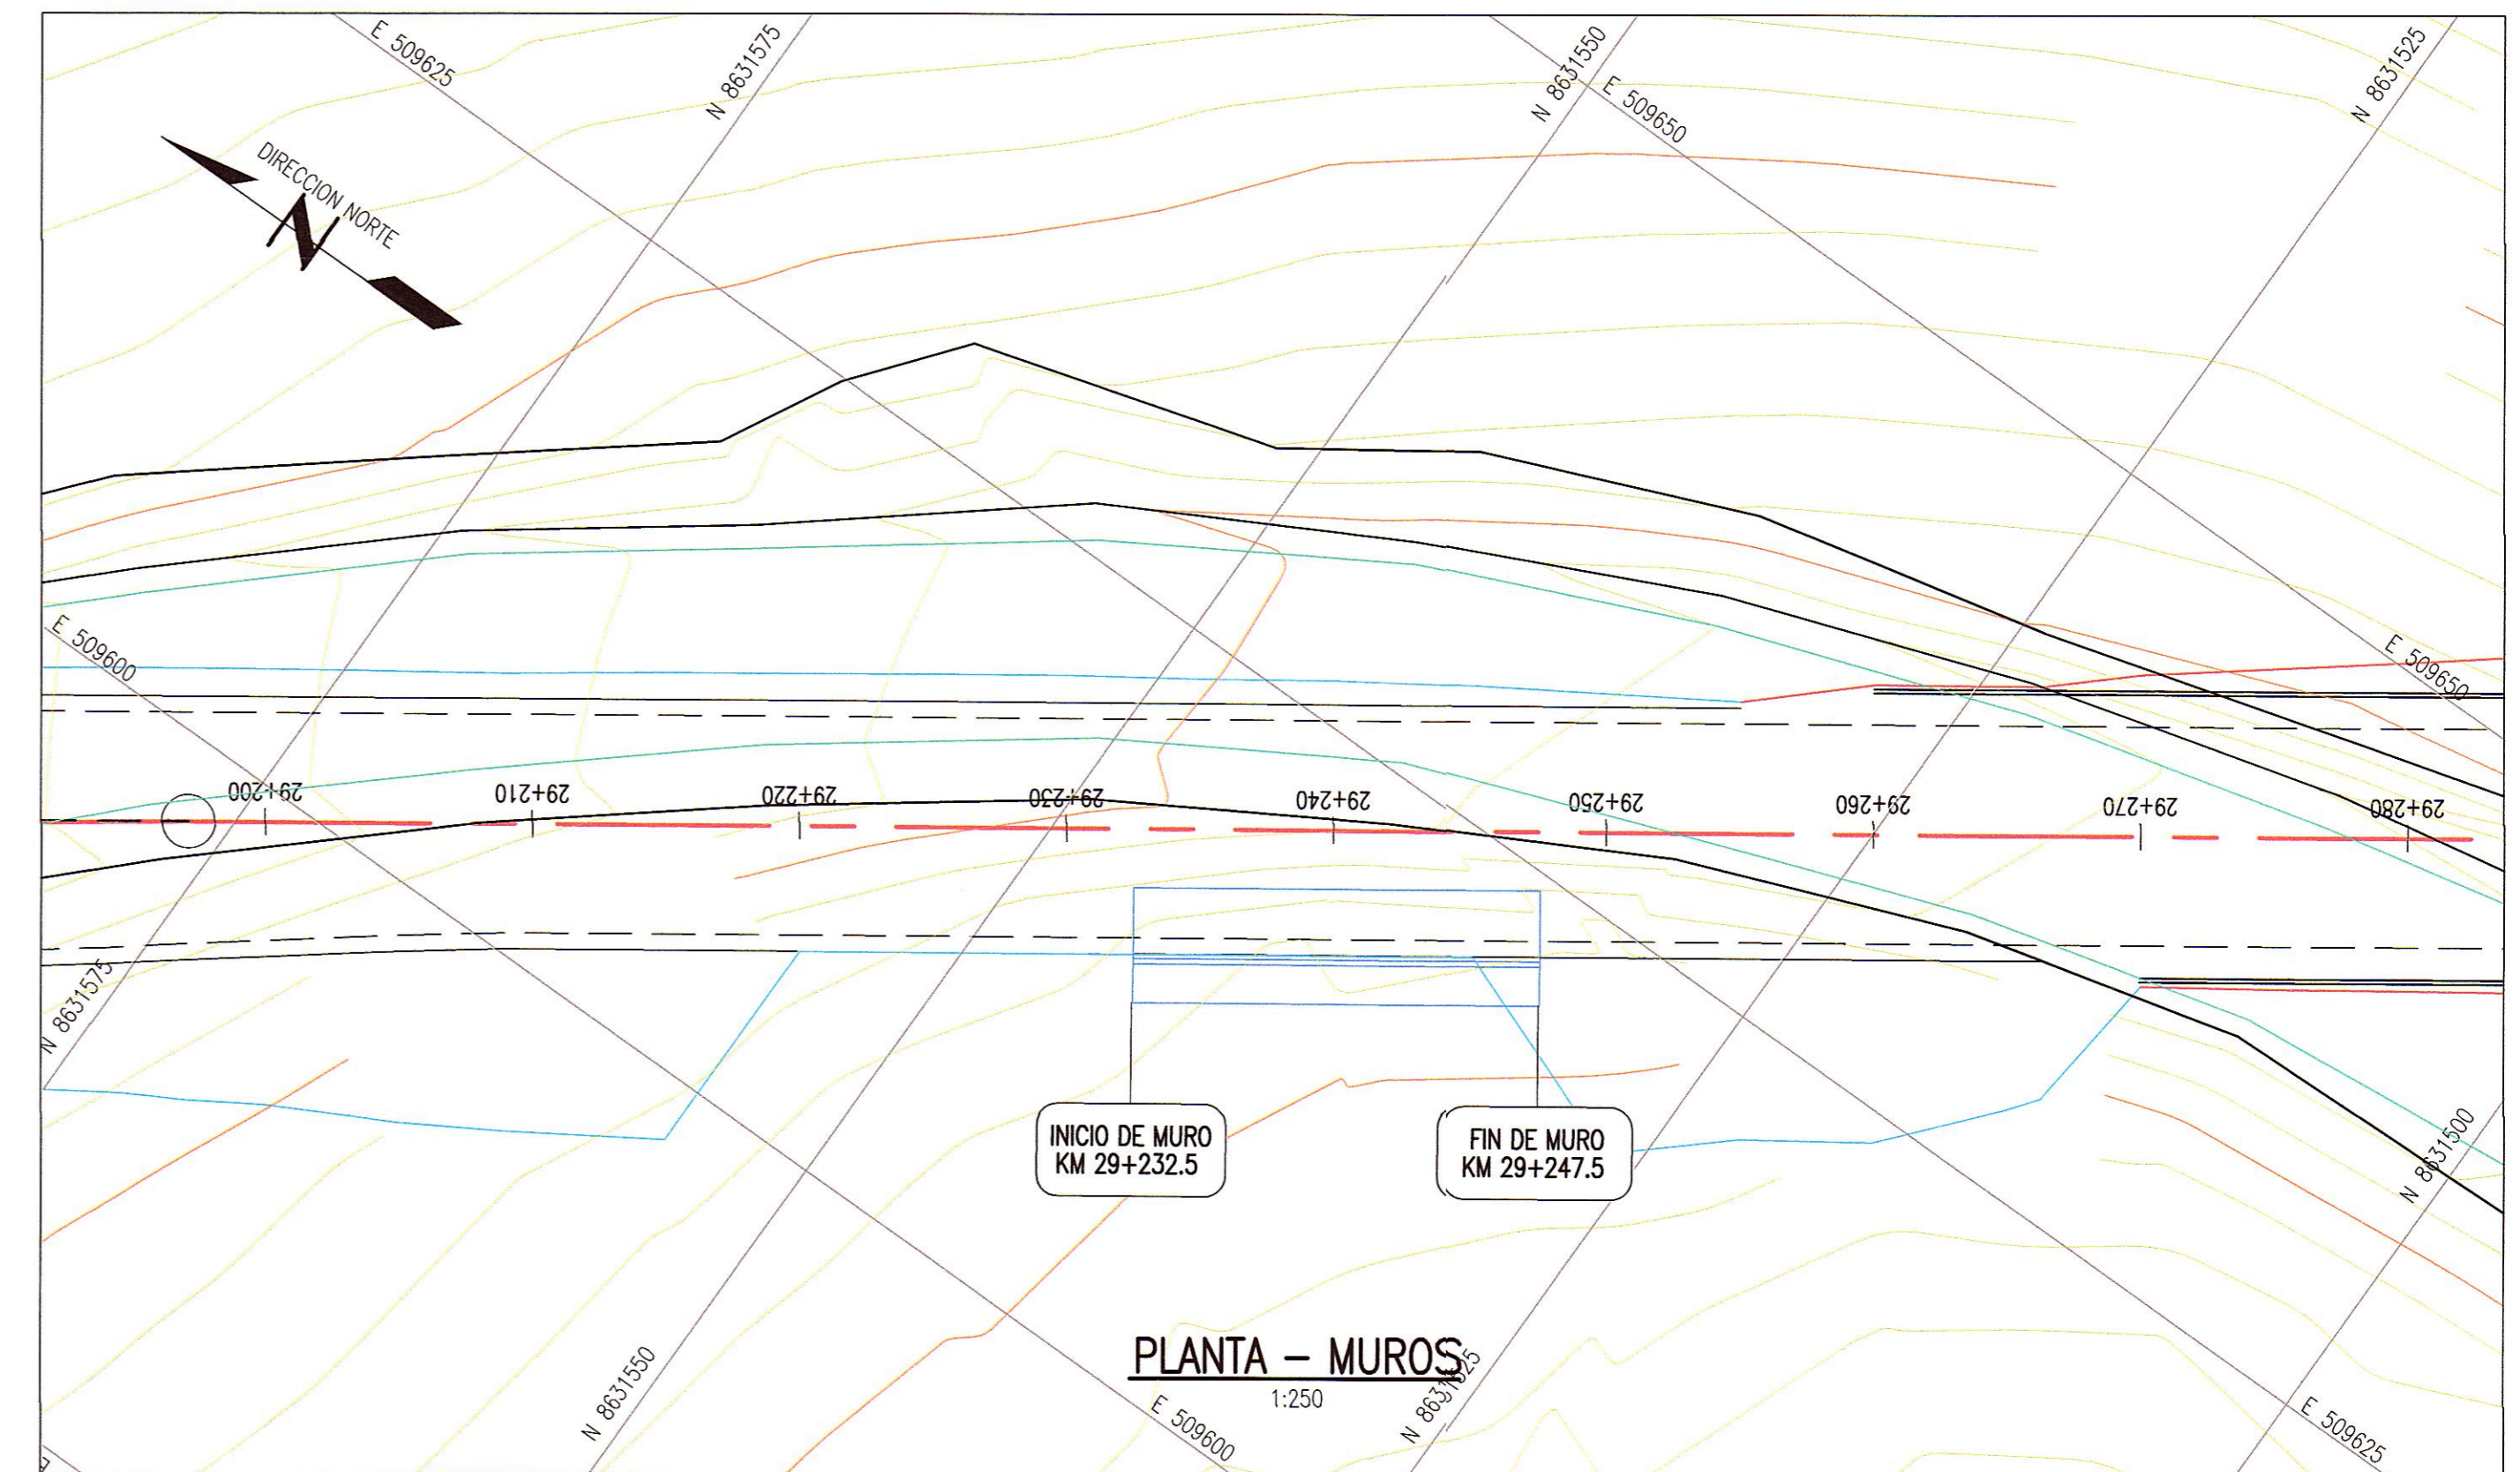 E 509625
N 8631575
N 8631550
E 509650
N 8631525
DIRECCION NORTE
N
E 509600
E 509650
29+200
29+210
29+220
29+230
29+240
29+250
29+260
29+270
29+280
N 8631575
INICIO DE MURO
KM 29+232.5
FIN DE MURO
KM 29+247.5
N 8631500
PLANTA – MUROS
1:250
N 8631550
N 8631525
E 509600
E 509625